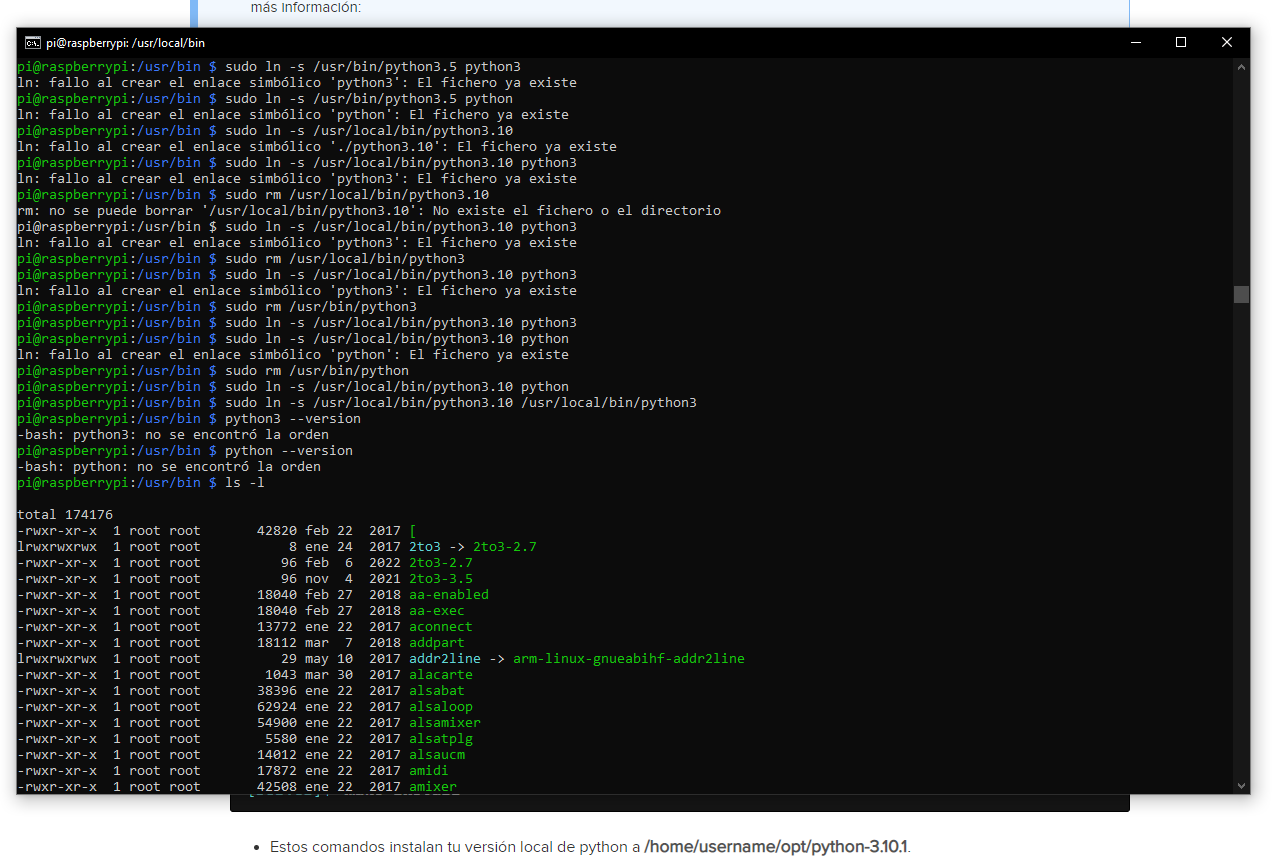 más información:
pi@raspberrypi: /usr/local/bin
pi@raspberrypi:/usr/bin $ sudo ln -s /usr/bin/python3.5 python3
ln: fallo al crear el enlace simbólico 'python3': El fichero ya existe
pi@raspberrypi:/usr/bin $ sudo ln -s /usr/bin/python3.5 python
ln: fallo al crear el enlace simbólico 'python': El fichero ya existe
pi@raspberrypi:/usr/bin $ sudo ln -s /usr/local/bin/python3.10
ln: fallo al crear el enlace simbólico './python3.10': El fichero ya existe
pi@raspberrypi:/usr/bin $ sudo ln -s /usr/local/bin/python3.10 python3
ln: fallo al crear el enlace simbólico 'python3': El fichero ya existe
pi@raspberrypi:/usr/bin $ sudo rm /usr/local/bin/python3.10
rm: no se puede borrar '/usr/local/bin/python3.10': No existe el fichero o el directorio
pi@raspberrypi:/usr/bin $ sudo ln -s /usr/local/bin/python3.10 python3
ln: fallo al crear el enlace simbólico 'python3': El fichero ya existe
pi@raspberrypi:/usr/bin $ sudo rm /usr/local/bin/python3
pi@raspberrypi:/usr/bin $ sudo ln -s /usr/local/bin/python3.10 python3
ln: fallo al crear el enlace simbólico 'python3': El fichero ya existe
pi@raspberrypi:/usr/bin $ sudo rm /usr/bin/python3
pi@raspberrypi:/usr/bin $ sudo ln -s /usr/local/bin/python3.10 python3
pi@raspberrypi:/usr/bin $ sudo ln -s /usr/local/bin/python3.10 python
ln: fallo al crear el enlace simbólico 'python': El fichero ya existe
pi@raspberrypi:/usr/bin $ sudo rm /usr/bin/python
pi@raspberrypi:/usr/bin $ sudo ln -s /usr/local/bin/python3.10 python
pi@raspberrypi:/usr/bin $ sudo ln -s /usr/local/bin/python3.10 /usr/local/bin/python3
pi@raspberrypi:/usr/bin $ python3 --version
-bash: python3: no se encontró la orden
pi@raspberrypi:/usr/bin $ python --version
-bash: python: no se encontró la orden
pi@raspberrypi:/usr/bin $ ls -l
total 174176
-rwxr-xr-x 1 root root 42820 feb 22 2017 [
lrwxrwxrwx 1 root root 8 ene 24 2017 2to3 -> 2to3-2.7
-rwxr-xr-x 1 root root 96 feb 6 2022 2to3-2.7
-rwxr-xr-x 1 root root 96 nov 4 2021 2to3-3.5
-rwxr-xr-x 1 root root 18040 feb 27 2018 aa-enabled
-rwxr-xr-x 1 root root 18040 feb 27 2018 aa-exec
-rwxr-xr-x 1 root root 13772 ene 22 2017 aconnect
-rwxr-xr-x 1 root root 18112 mar 7 2018 addpart
lrwxrwxrwx 1 root root 29 may 10 2017 addr2line -> arm-linux-gnueabihf-addr2line
-rwxr-xr-x 1 root root 1043 mar 30 2017 alacarte
-rwxr-xr-x 1 root root 38396 ene 22 2017 alsabat
-rwxr-xr-x 1 root root 62924 ene 22 2017 alsaloop
-rwxr-xr-x 1 root root 54900 ene 22 2017 alsamixer
-rwxr-xr-x 1 root root 5580 ene 22 2017 alsatplg
-rwxr-xr-x 1 root root 14012 ene 22 2017 alsaucm
-rwxr-xr-x 1 root root 17872 ene 22 2017 amidi
-rwxr-xr-x 1 root root 42508 ene 22 2017 amixer
• Estos comandos instalan tu versión local de python a /home/username/opt/python-3.10.1.